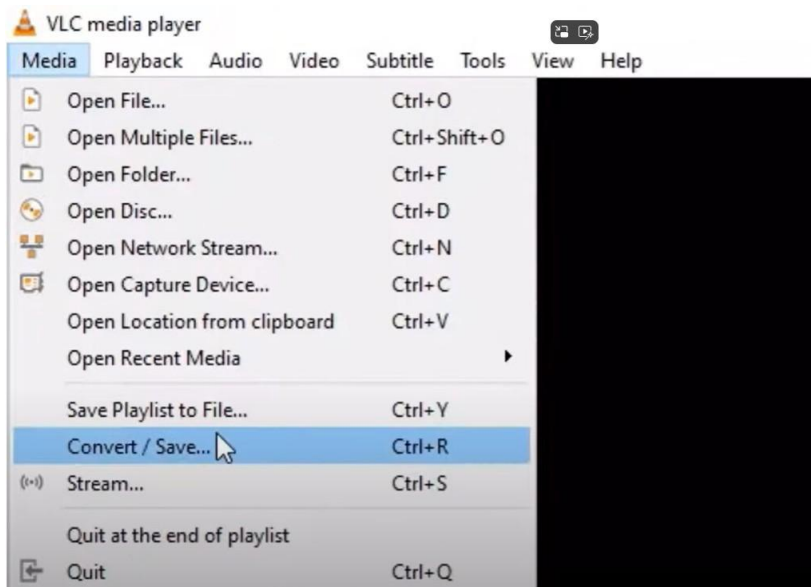 VLC media player
Media Playback Audio Video Subtitle Tools View Help
Open File... Ctrl+O
Open Multiple Files... Ctrl+Shift+O
Open Folder... Ctrl+F
Open Disc... Ctrl+D
Open Network Stream... Ctrl+N
Open Capture Device... Ctrl+C
Open Location from clipboard Ctrl+V
Open Recent Media
Save Playlist to File... Ctrl+Y
Convert / Save... Ctrl+R
Stream... Ctrl+S
Quit at the end of playlist
Quit Ctrl+Q